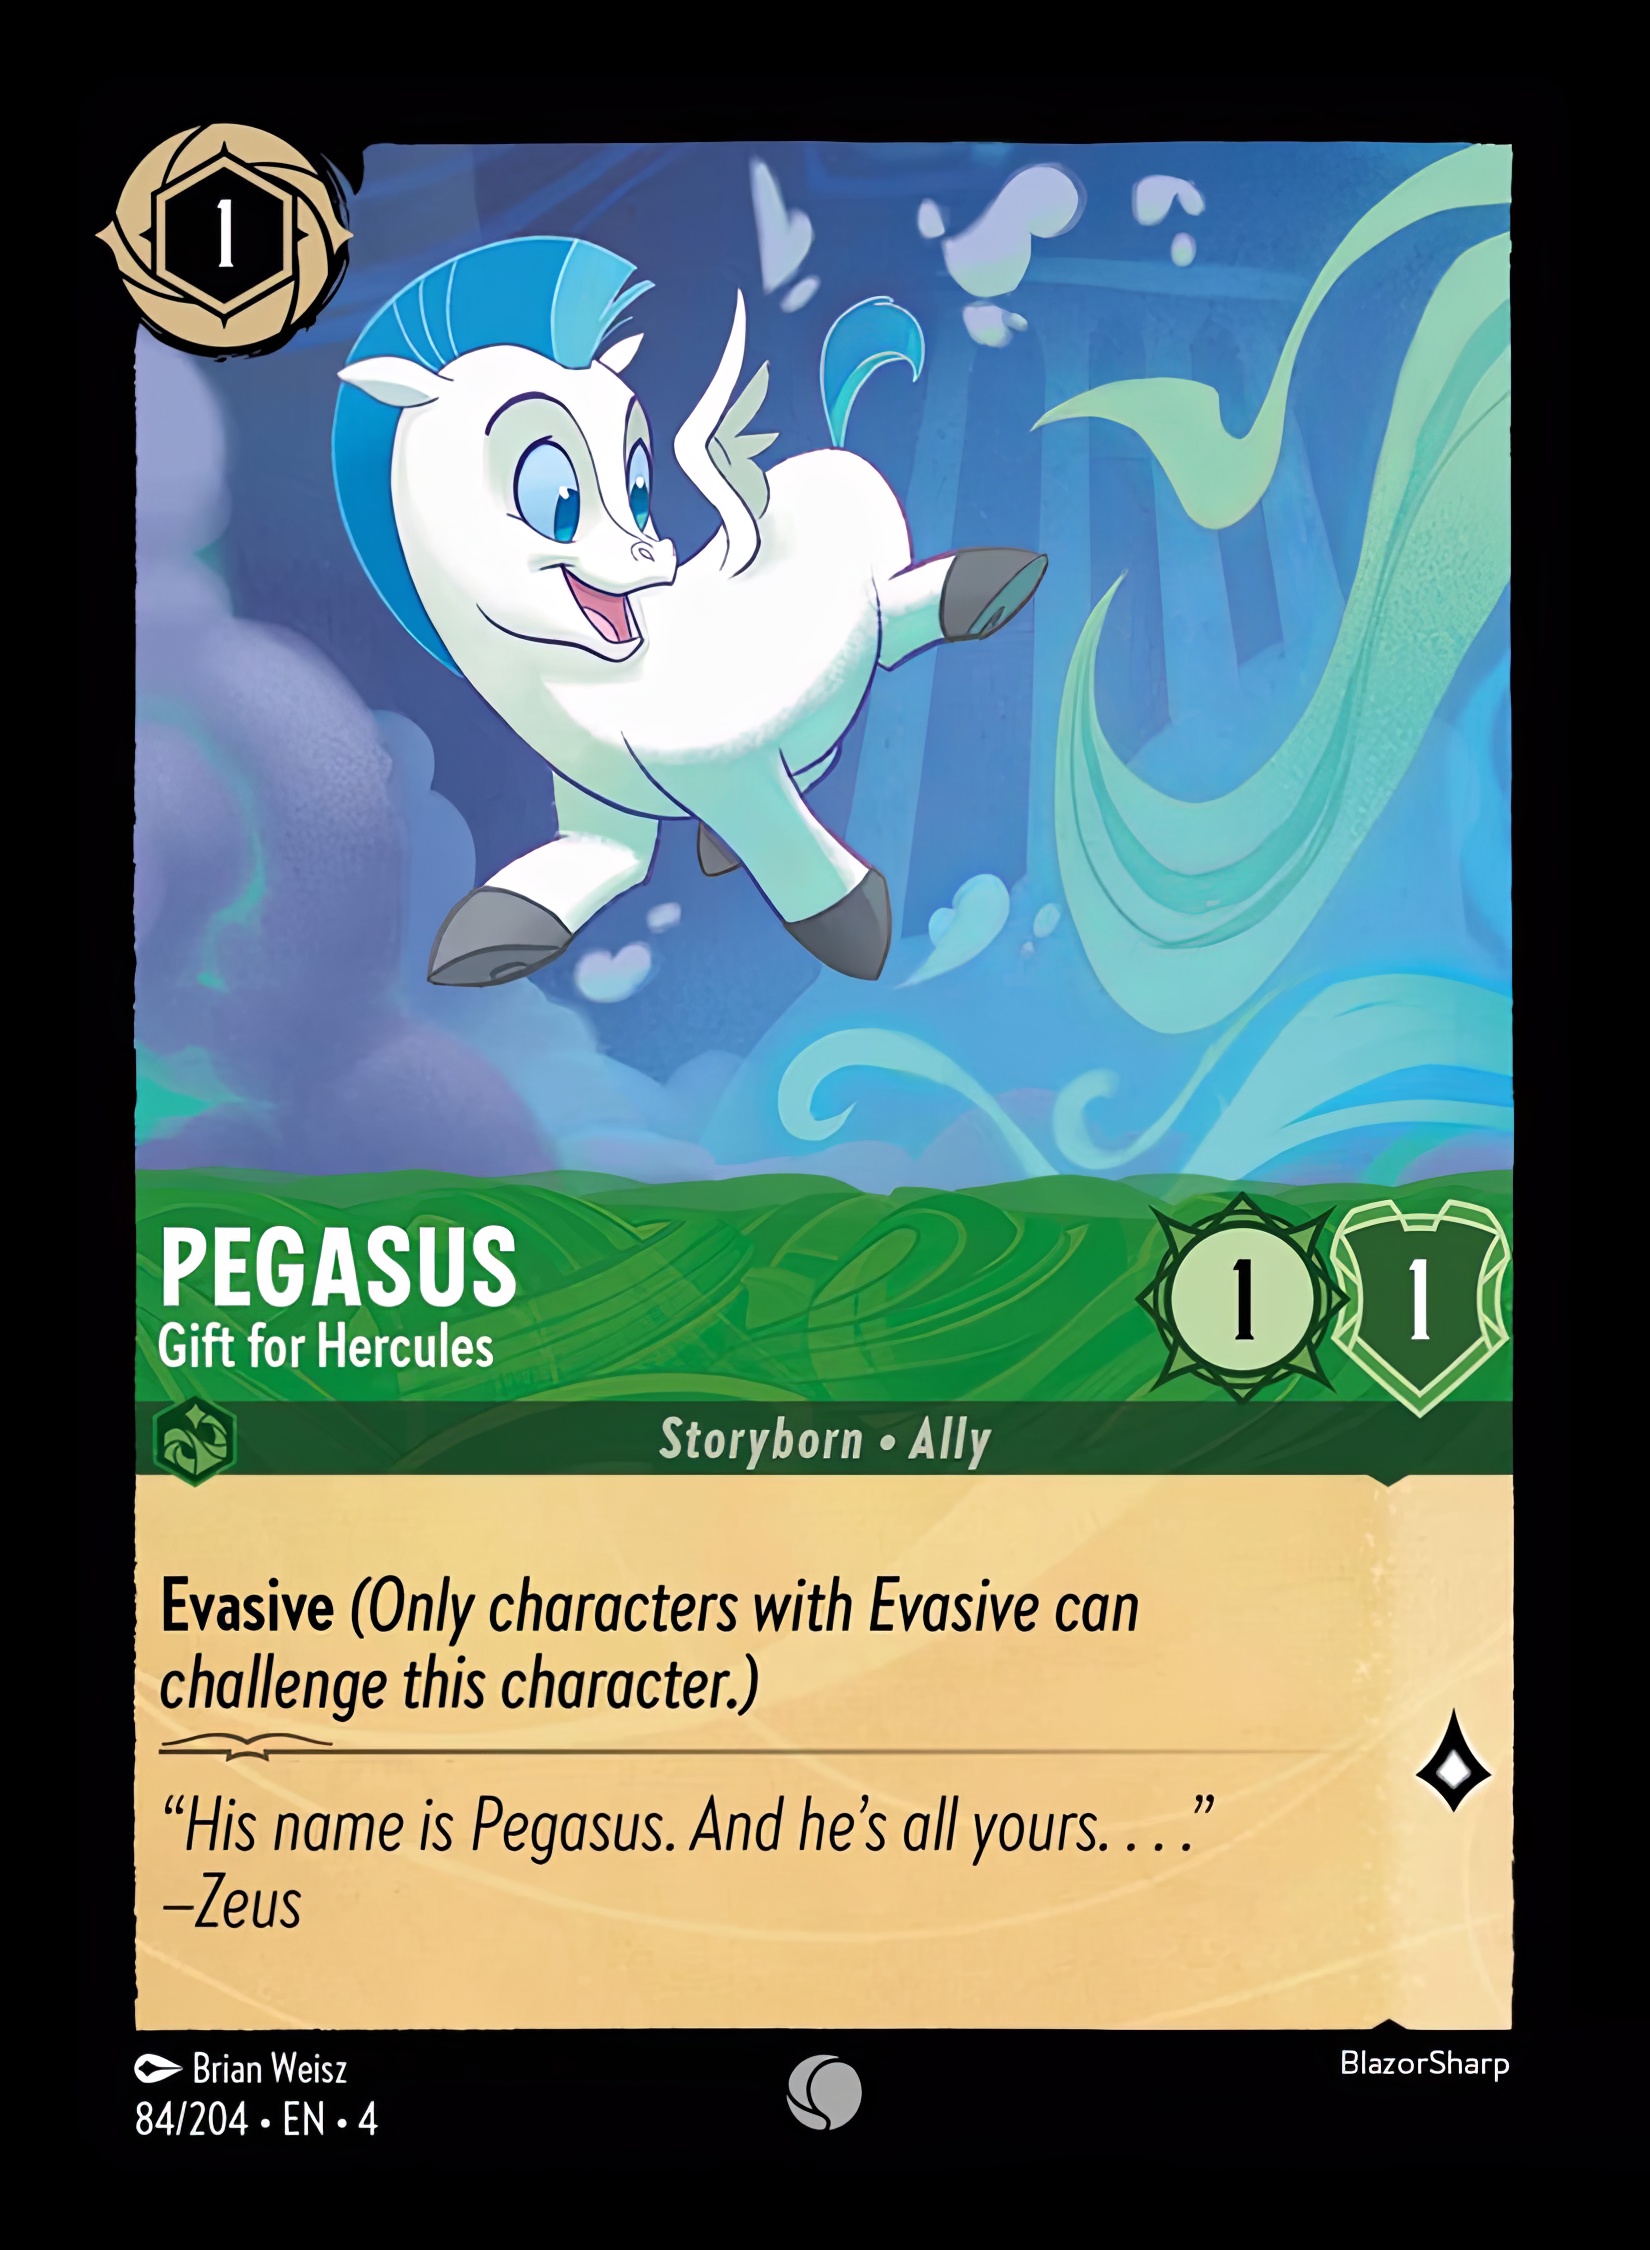 1
PEGASUS
Gift for Hercules
1
1
Storyborn • Ally
Evasive (Only characters with Evasive can
challenge this character.)
“His name is Pegasus. And he’s all yours. . . .”
–Zeus
Brian Weisz
BlazorSharp
84/204 • EN • 4